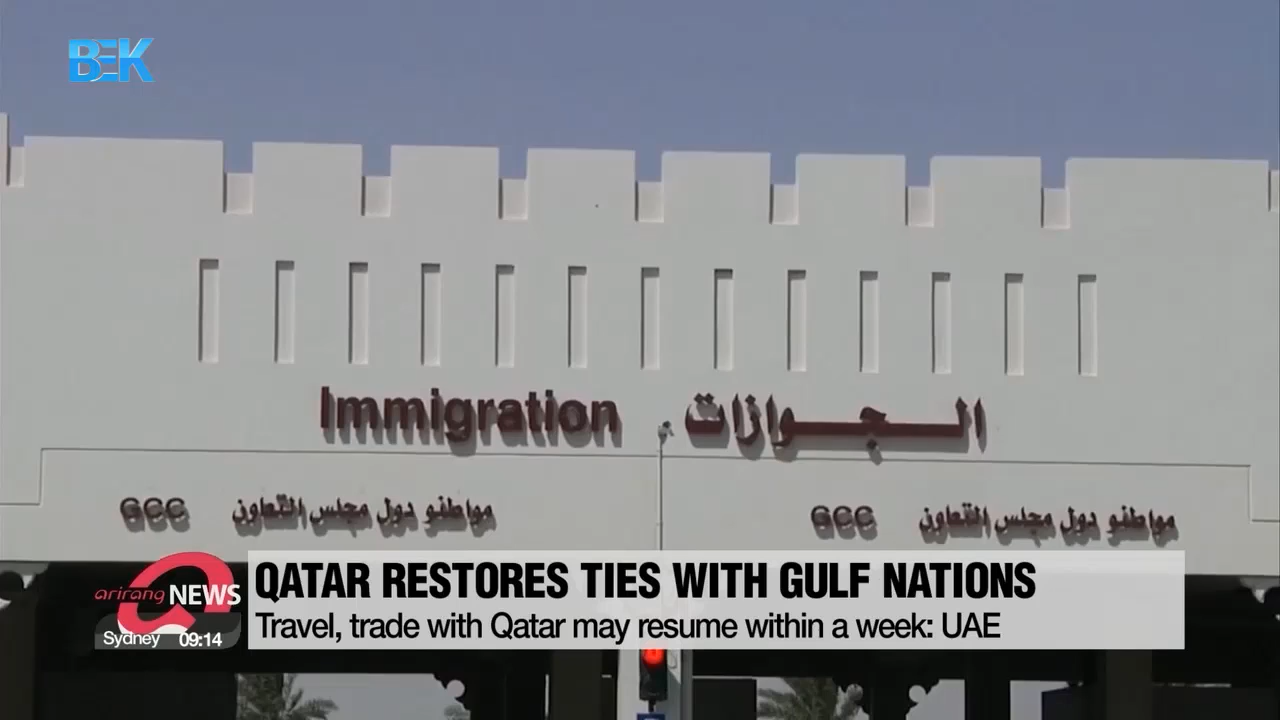 BEK
Immigration الـــجـــوازات
GCC مواطنو دول مجلس التعاون
GCC مواطنو دول مجلس التعاون
arirang NEWS
QATAR RESTORES TIES WITH GULF NATIONS
Travel, trade with Qatar may resume within a week: UAE
Sydney 09:14